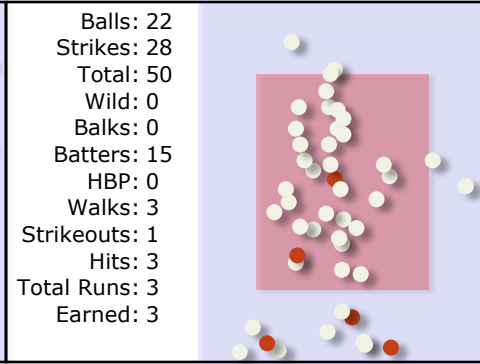 Balls: 22
Strikes: 28
Total: 50
Wild: 0
Balks: 0
Batters: 15
HBP: 0
Walks: 3
Strikeouts: 1
Hits: 3
Total Runs: 3
Earned: 3